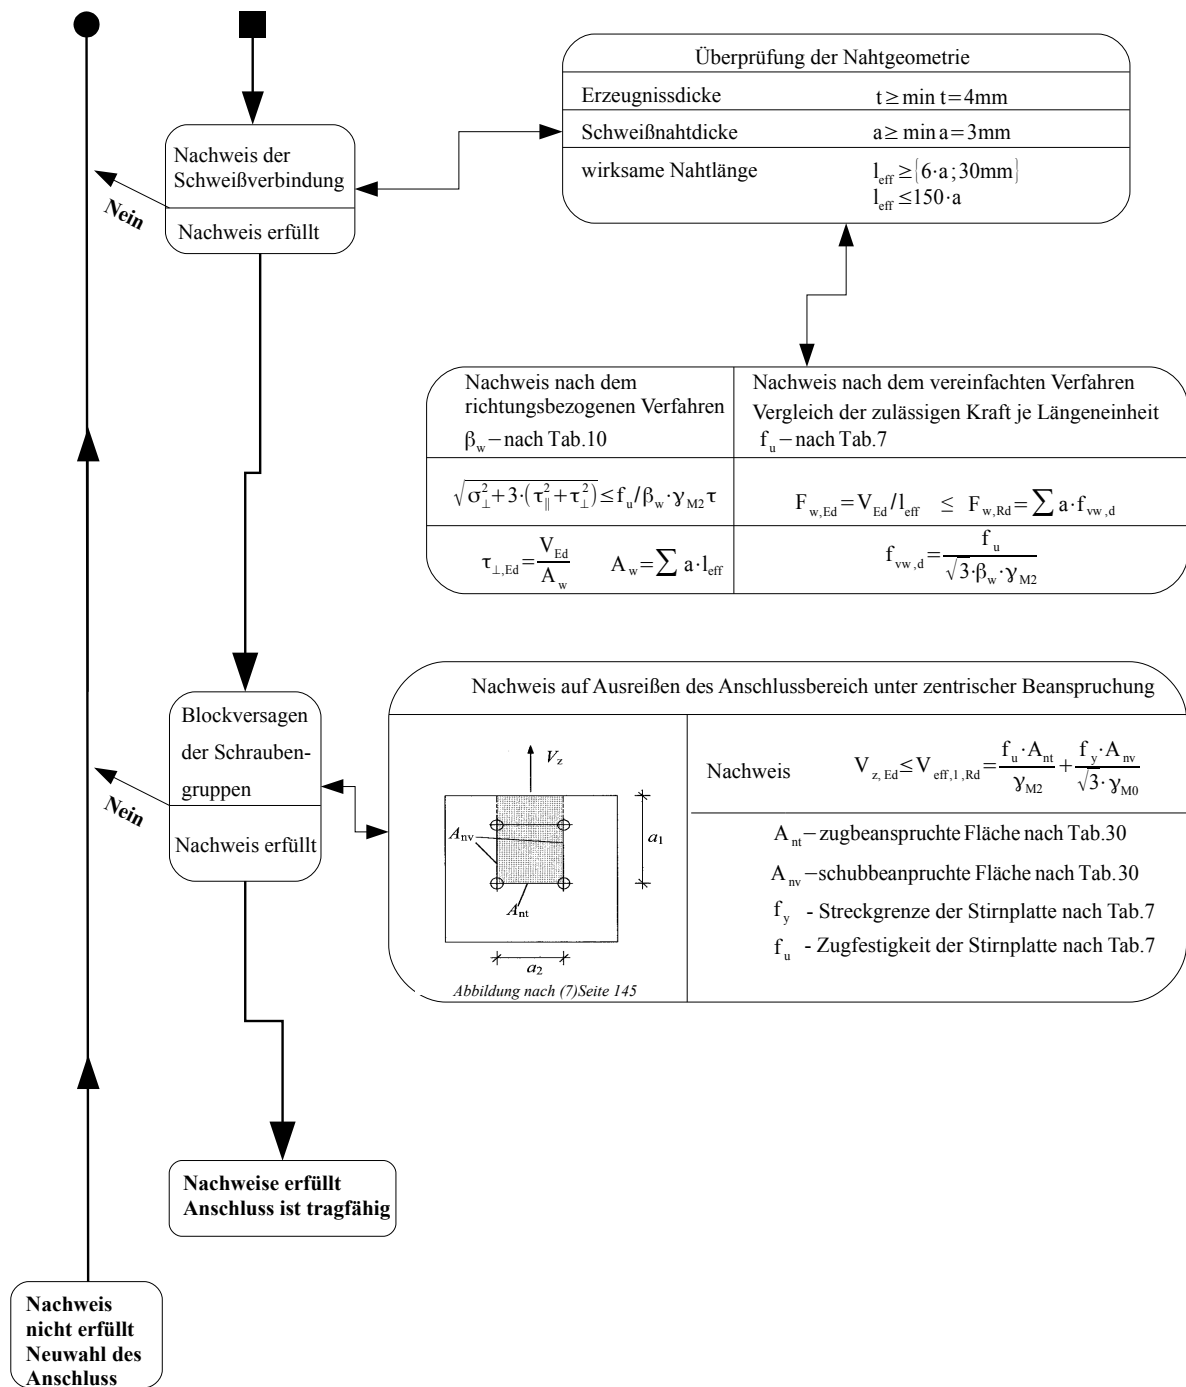 Überprüfung der Nahtgeometrie
Erzeugnissdicke t ≥ min t = 4mm
Schweißnahtdicke a ≥ min a = 3mm
wirksame Nahtlänge l_eff ≥ {6·a ; 30mm}
l_eff ≤ 150·a
Nachweis der
Schweißverbindung
Nachweis erfüllt
Nein
Nachweis nach dem
richtungsbezogenen Verfahren
β_w – nach Tab.10
√(σ_⊥^2 + 3·(τ_∥^2 + τ_⊥^2)) ≤ f_u / β_w · γ_M2 τ
τ_⊥,Ed = V_Ed / A_w A_w = ∑ a·l_eff
Nachweis nach dem vereinfachten Verfahren
Vergleich der zulässigen Kraft je Längeneinheit
f_u – nach Tab.7
F_w,Ed = V_Ed / l_eff ≤ F_w,Rd = ∑ a·f_vw,d
f_vw,d = f_u / (√3·β_w·γ_M2)
Blockversagen
der Schrauben-
gruppen
Nachweis erfüllt
Nein
Nachweis auf Ausreißen des Anschlussbereich unter zentrischer Beanspruchung
V_z
A_nv
a_1
A_nt
a_2
Abbildung nach (7)Seite 145
Nachweis V_z,Ed ≤ V_eff,1,Rd = f_u·A_nt / γ_M2 + f_y·A_nv / (√3·γ_M0)
A_nt – zugbeanspruchte Fläche nach Tab.30
A_nv – schubbeanpruchte Fläche nach Tab.30
f_y - Streckgrenze der Stirnplatte nach Tab.7
f_u - Zugfestigkeit der Stirnplatte nach Tab.7
Nachweise erfüllt
Anschluss ist tragfähig
Nachweis
nicht erfüllt
Neuwahl des
Anschluss